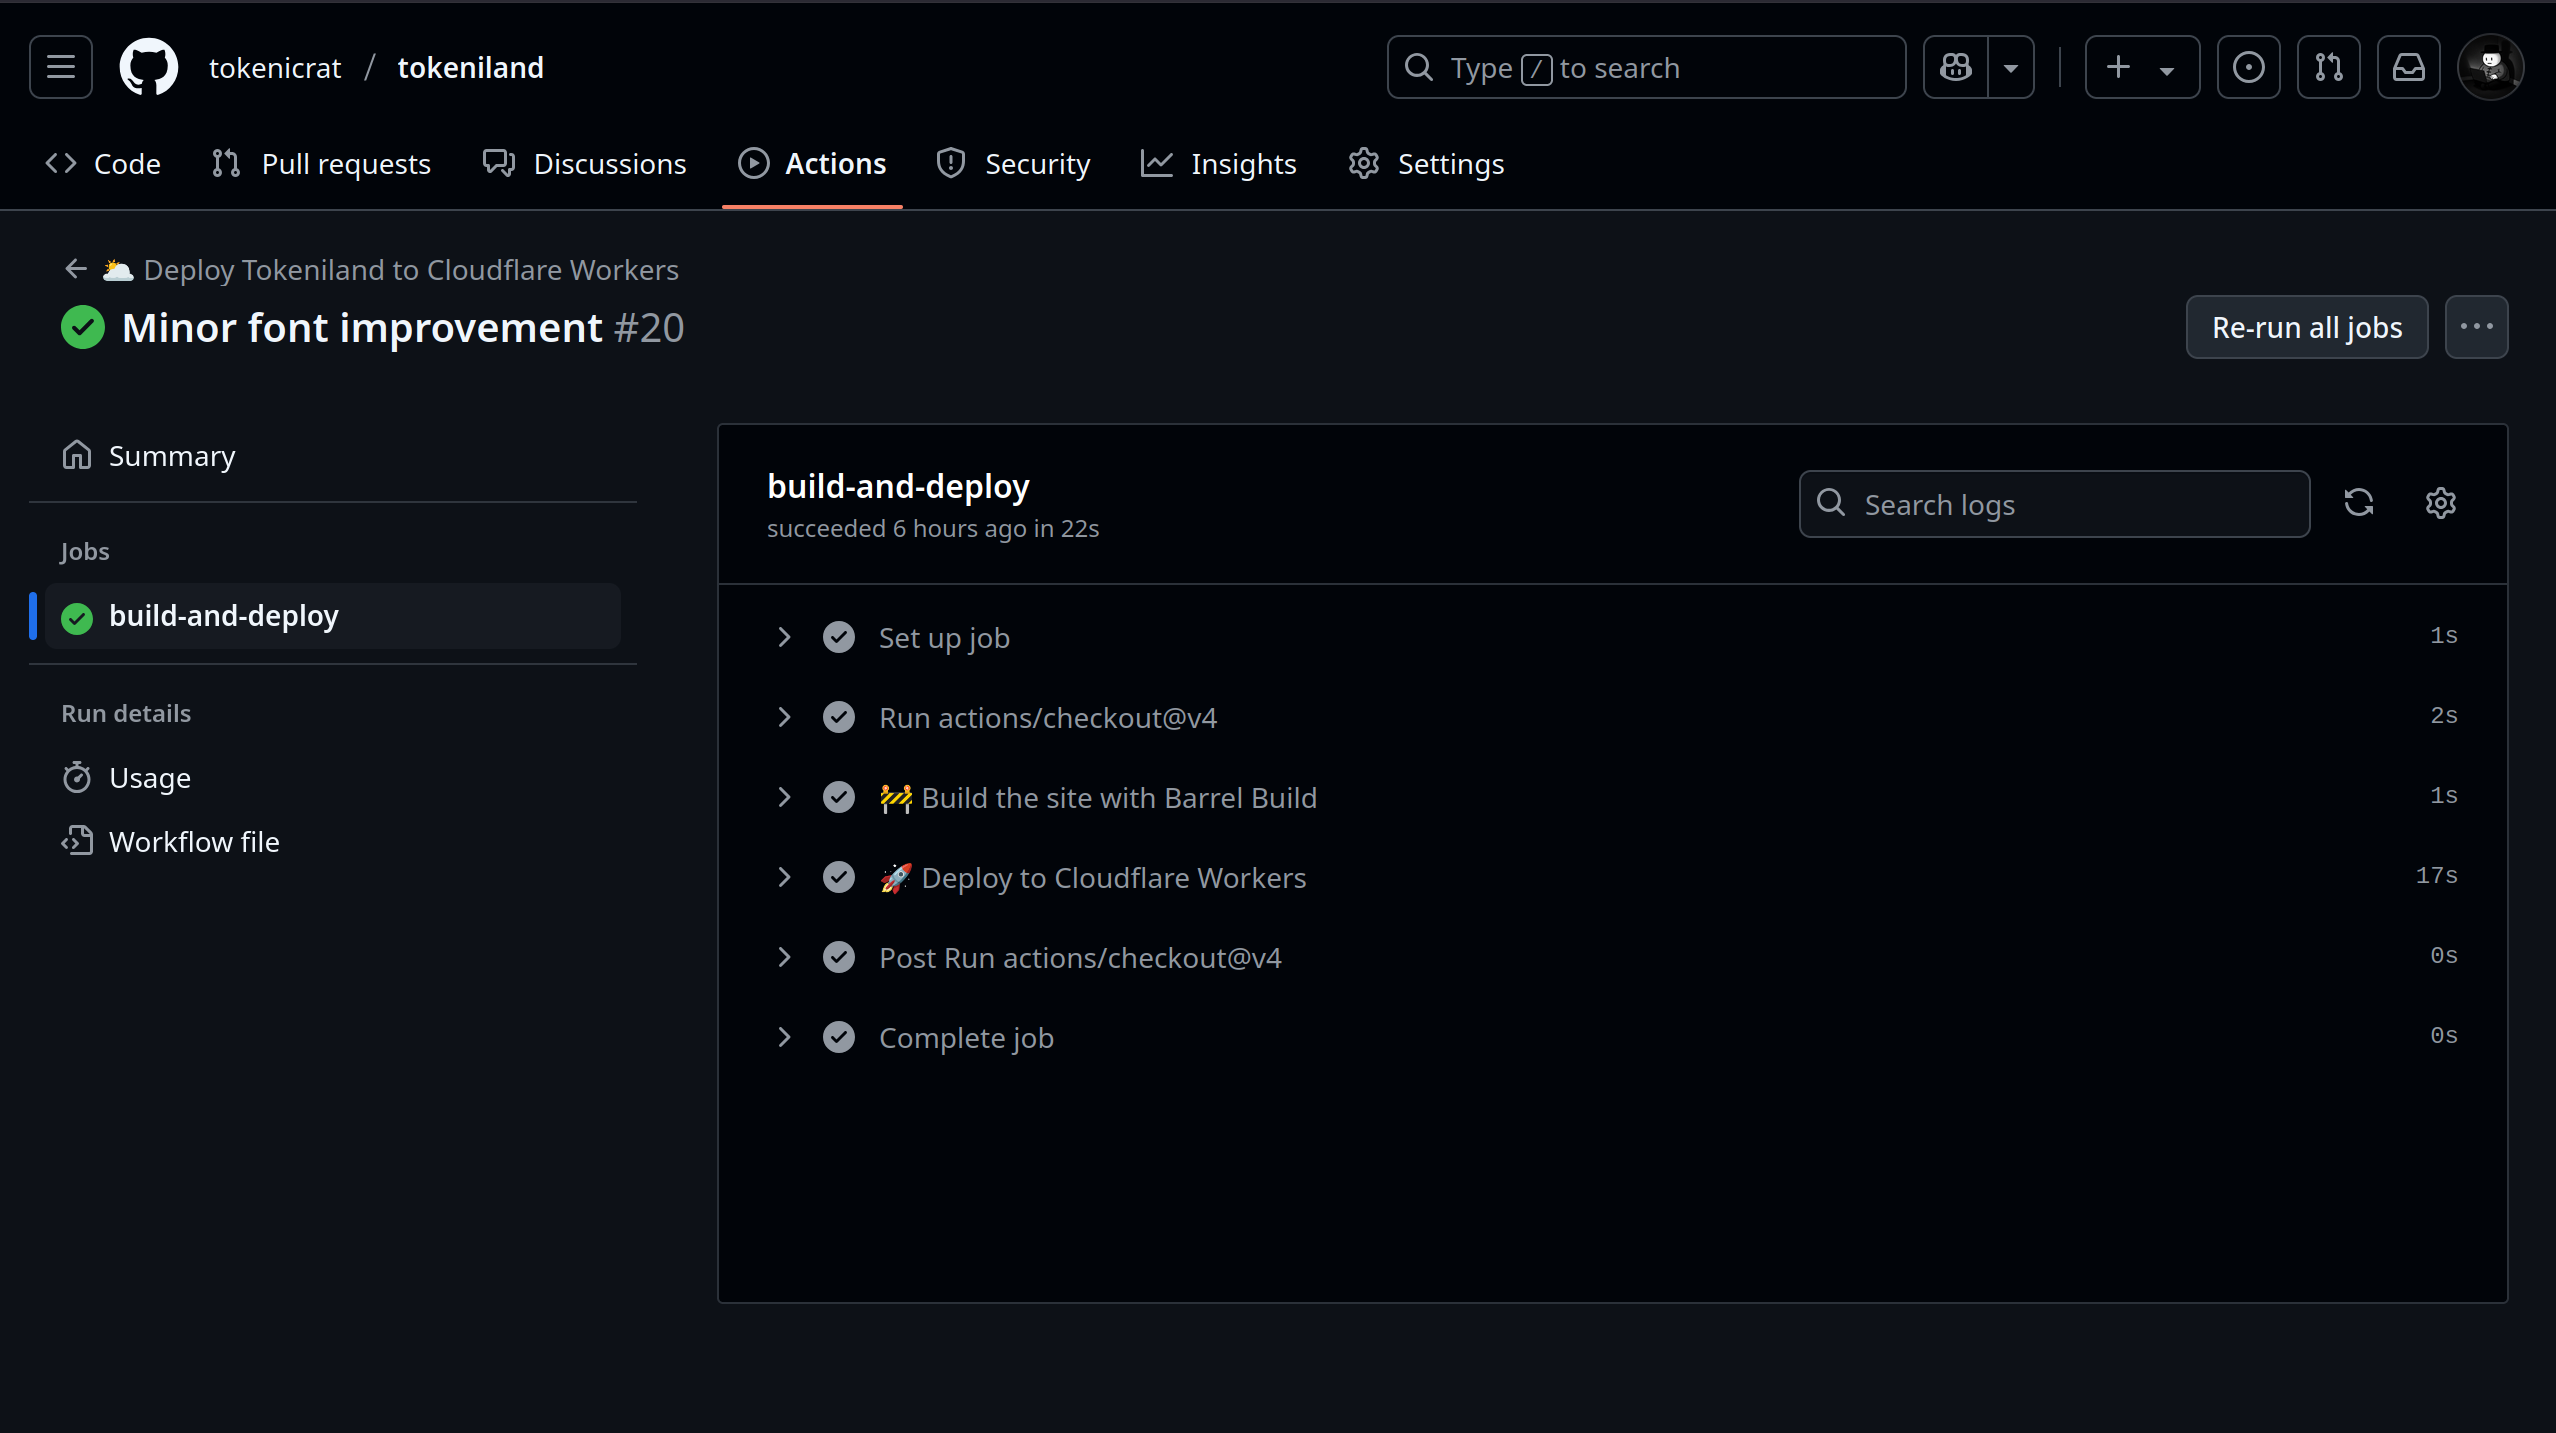 tokenicrat / tokeniland
Type / to search
Code
Pull requests
Discussions
Actions
Security
Insights
Settings
Deploy Tokeniland to Cloudflare Workers
Minor font improvement #20
Re-run all jobs
Summary
Jobs
build-and-deploy
Run details
Usage
Workflow file
build-and-deploy
succeeded 6 hours ago in 22s
Search logs
Set up job 1s
Run actions/checkout@v4 2s
🚧 Build the site with Barrel Build 1s
🚀 Deploy to Cloudflare Workers 17s
Post Run actions/checkout@v4 0s
Complete job 0s